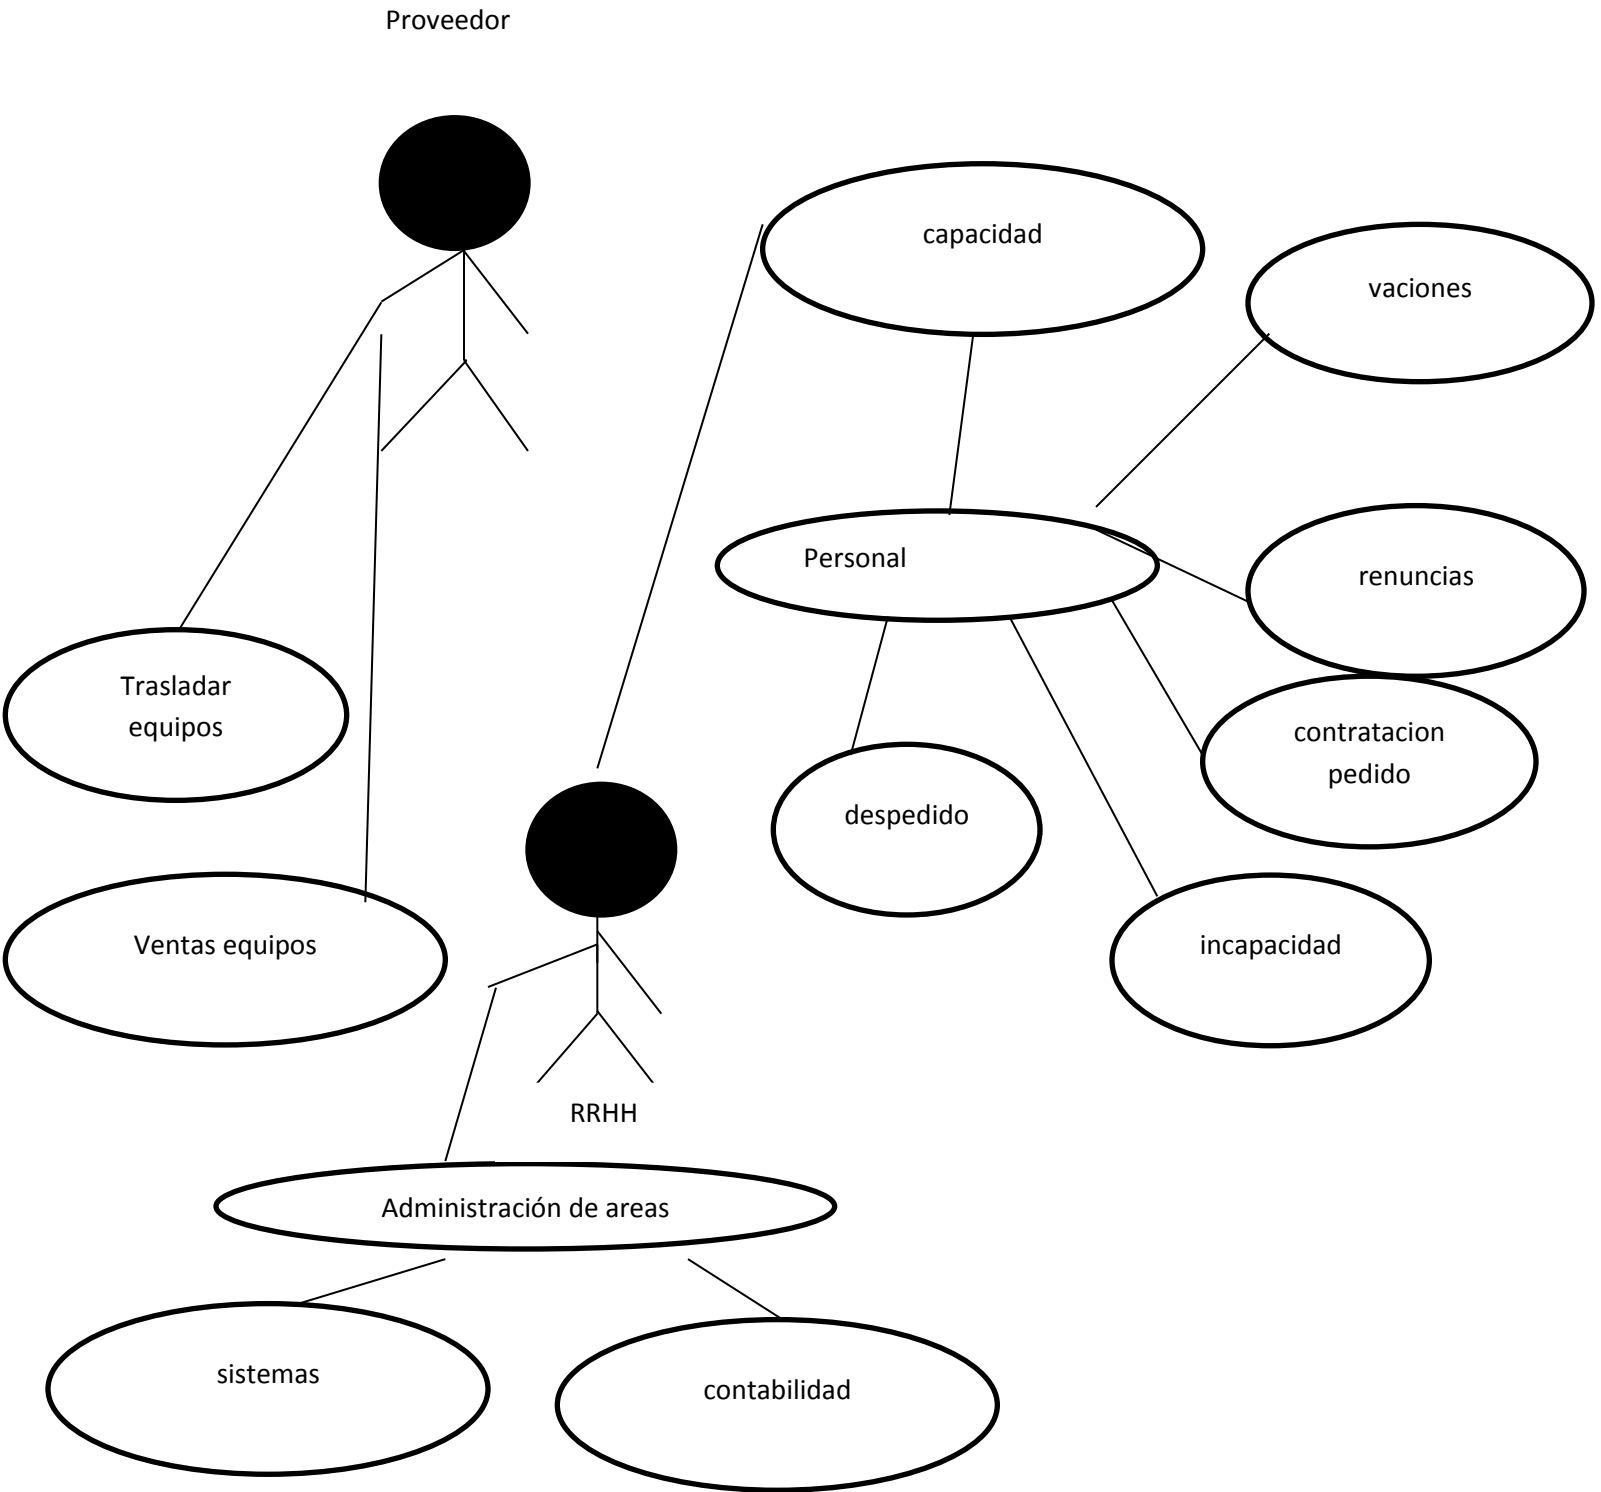 Proveedor
capacidad
vaciones
Personal
renuncias
Trasladar
equipos
contratacion
pedido
despedido
Ventas equipos
incapacidad
RRHH
Administración de areas
sistemas
contabilidad